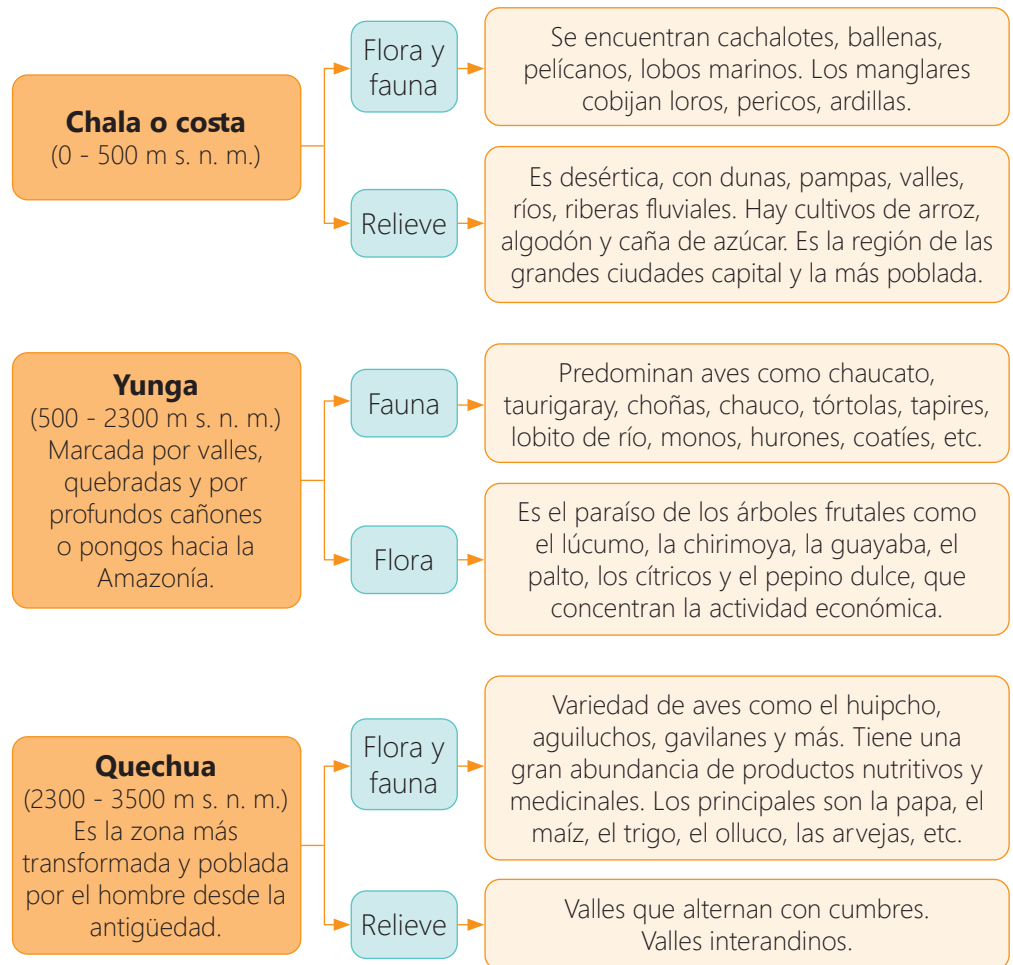 Chala o costa
(0 - 500 m s. n. m.)
Flora y
fauna
Se encuentran cachalotes, ballenas,
pelícanos, lobos marinos. Los manglares
cobijan loros, pericos, ardillas.
Relieve
Es desértica, con dunas, pampas, valles,
ríos, riberas fluviales. Hay cultivos de arroz,
algodón y caña de azúcar. Es la región de las
grandes ciudades capital y la más poblada.
Yunga
(500 - 2300 m s. n. m.)
Marcada por valles,
quebradas y por
profundos cañones
o pongos hacia la
Amazonía.
Fauna
Predominan aves como chaucato,
taurigaray, choñas, chauco, tórtolas, tapires,
lobito de río, monos, hurones, coatíes, etc.
Flora
Es el paraíso de los árboles frutales como
el lúcumo, la chirimoya, la guayaba, el
palto, los cítricos y el pepino dulce, que
concentran la actividad económica.
Quechua
(2300 - 3500 m s. n. m.)
Es la zona más
transformada y poblada
por el hombre desde la
antigüedad.
Flora y
fauna
Variedad de aves como el huipcho,
aguiluchos, gavilanes y más. Tiene una
gran abundancia de productos nutritivos y
medicinales. Los principales son la papa, el
maíz, el trigo, el olluco, las arvejas, etc.
Relieve
Valles que alternan con cumbres.
Valles interandinos.